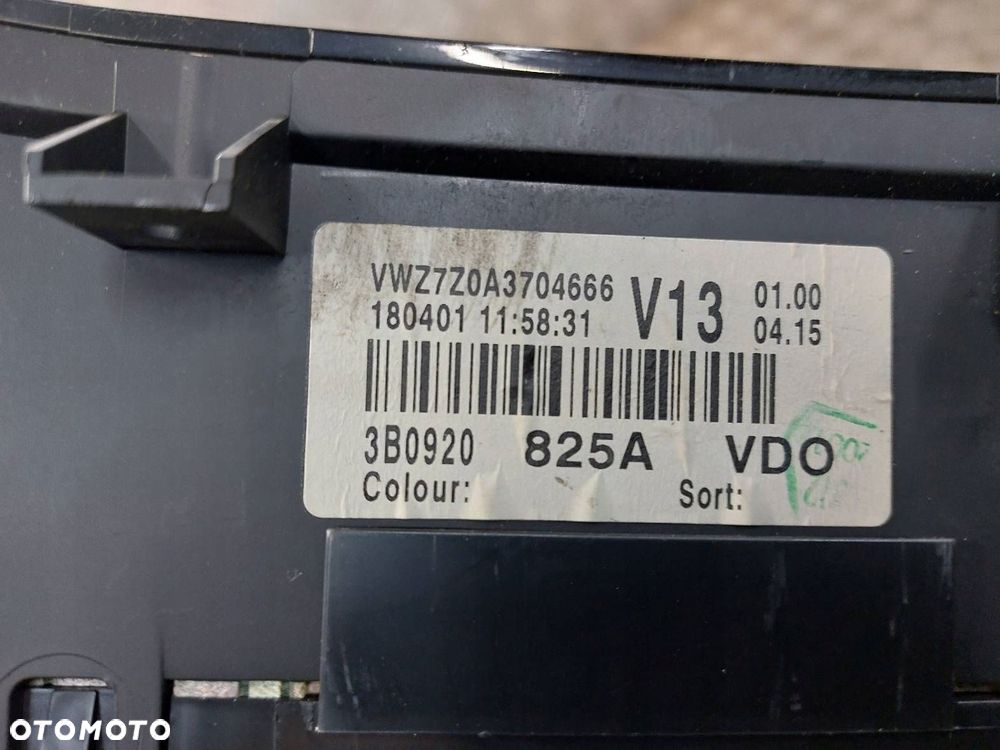 VWZ7Z0A3704666 V13 01.00
180401 11:58:31 04.15
3B0920 825A VDO
Colour: Sort:
OTOMOTO